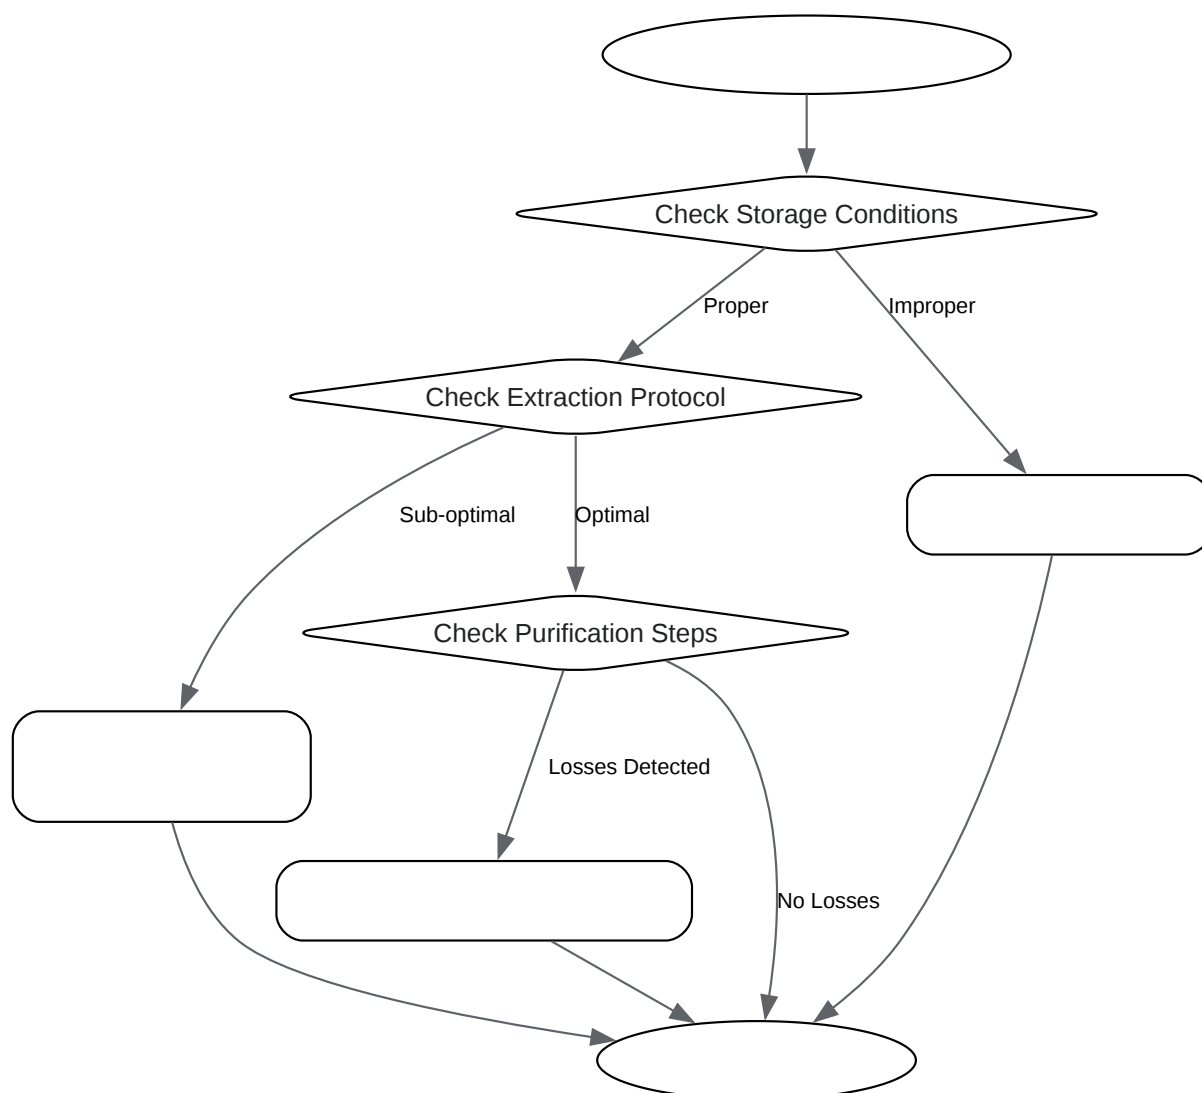 Check Storage Conditions
Proper
Improper
Check Extraction Protocol
Sub-optimal
Optimal
Check Purification Steps
Losses Detected
No Losses